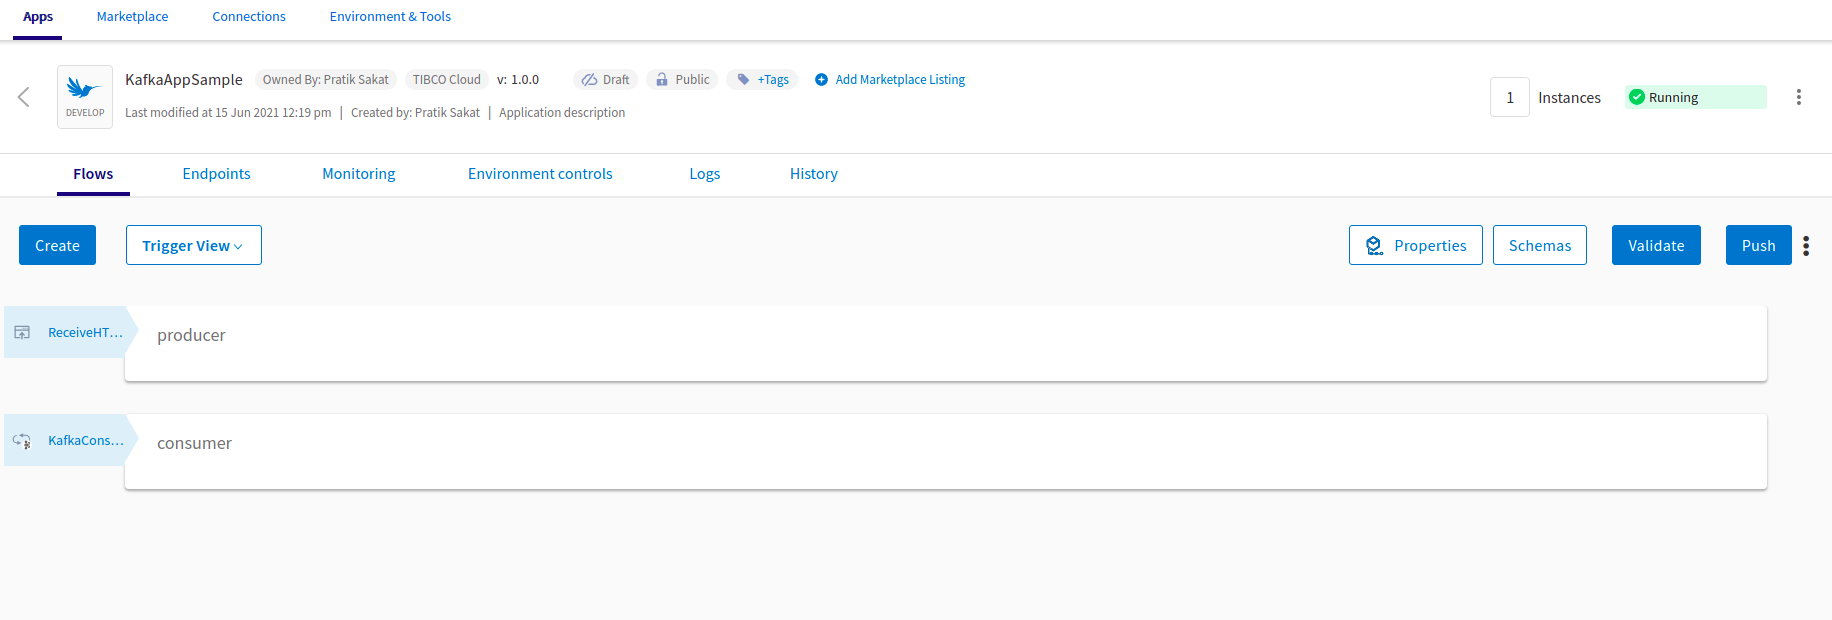 Apps Marketplace Connections Environment & Tools
KafkaAppSample Owned By: Pratik Sakat TIBCO Cloud v: 1.0.0 Draft Public +Tags Add Marketplace Listing
DEVELOP
Last modified at 15 Jun 2021 12:19 pm | Created by: Pratik Sakat | Application description
1 Instances Running
Flows Endpoints Monitoring Environment controls Logs History
Create Trigger View Properties Schemas Validate Push
ReceiveHT... producer
KafkaCons... consumer